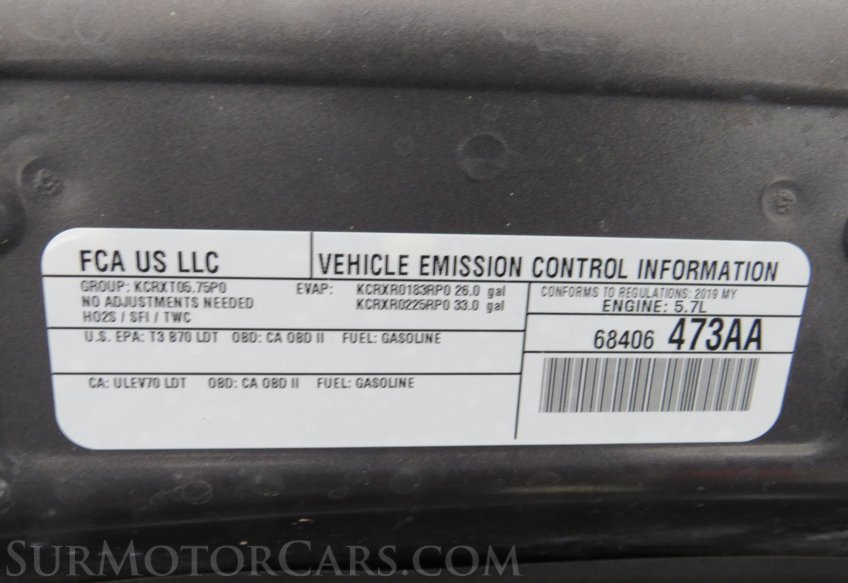 FCA US LLC
VEHICLE EMISSION CONTROL INFORMATION
GROUP: KCRXT05.75P0
NO ADJUSTMENTS NEEDED
HO2S / SFI / TWC
EVAP: KCRXR0183RP0 26.0 gal
KCRXR0225RP0 33.0 gal
CONFORMS TO REGULATIONS: 2019 MY
ENGINE: 5.7L
U.S. EPA: T3 B70 LDT OBD: CA OBD II FUEL: GASOLINE
68406 473AA
CA: ULEV70 LDT OBD: CA OBD II FUEL: GASOLINE
SURMOTORCARS.COM